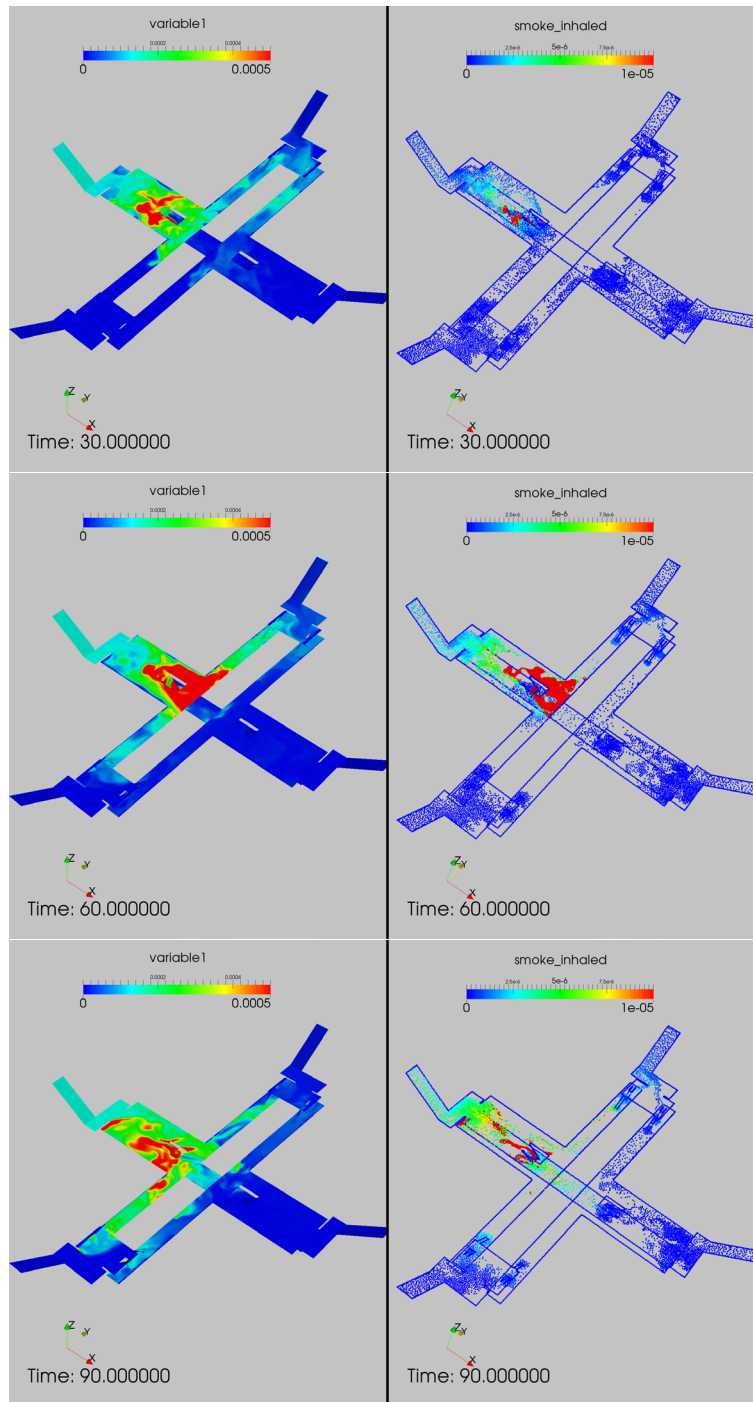 variable1
0.0002 0.0004
0 0.0005
smoke_inhaled
2.5e-6 5e-6 7.5e-6
0 1e-05
Z Y
X
Time: 30.000000
Z Y
X
Time: 30.000000
variable1
0.0002 0.0004
0 0.0005
smoke_inhaled
2.5e-6 5e-6 7.5e-6
0 1e-05
Z Y
X
Time: 60.000000
Z Y
X
Time: 60.000000
variable1
0.0002 0.0004
0 0.0005
smoke_inhaled
2.5e-6 5e-6 7.5e-6
0 1e-05
Z Y
X
Time: 90.000000
Z Y
X
Time: 90.000000